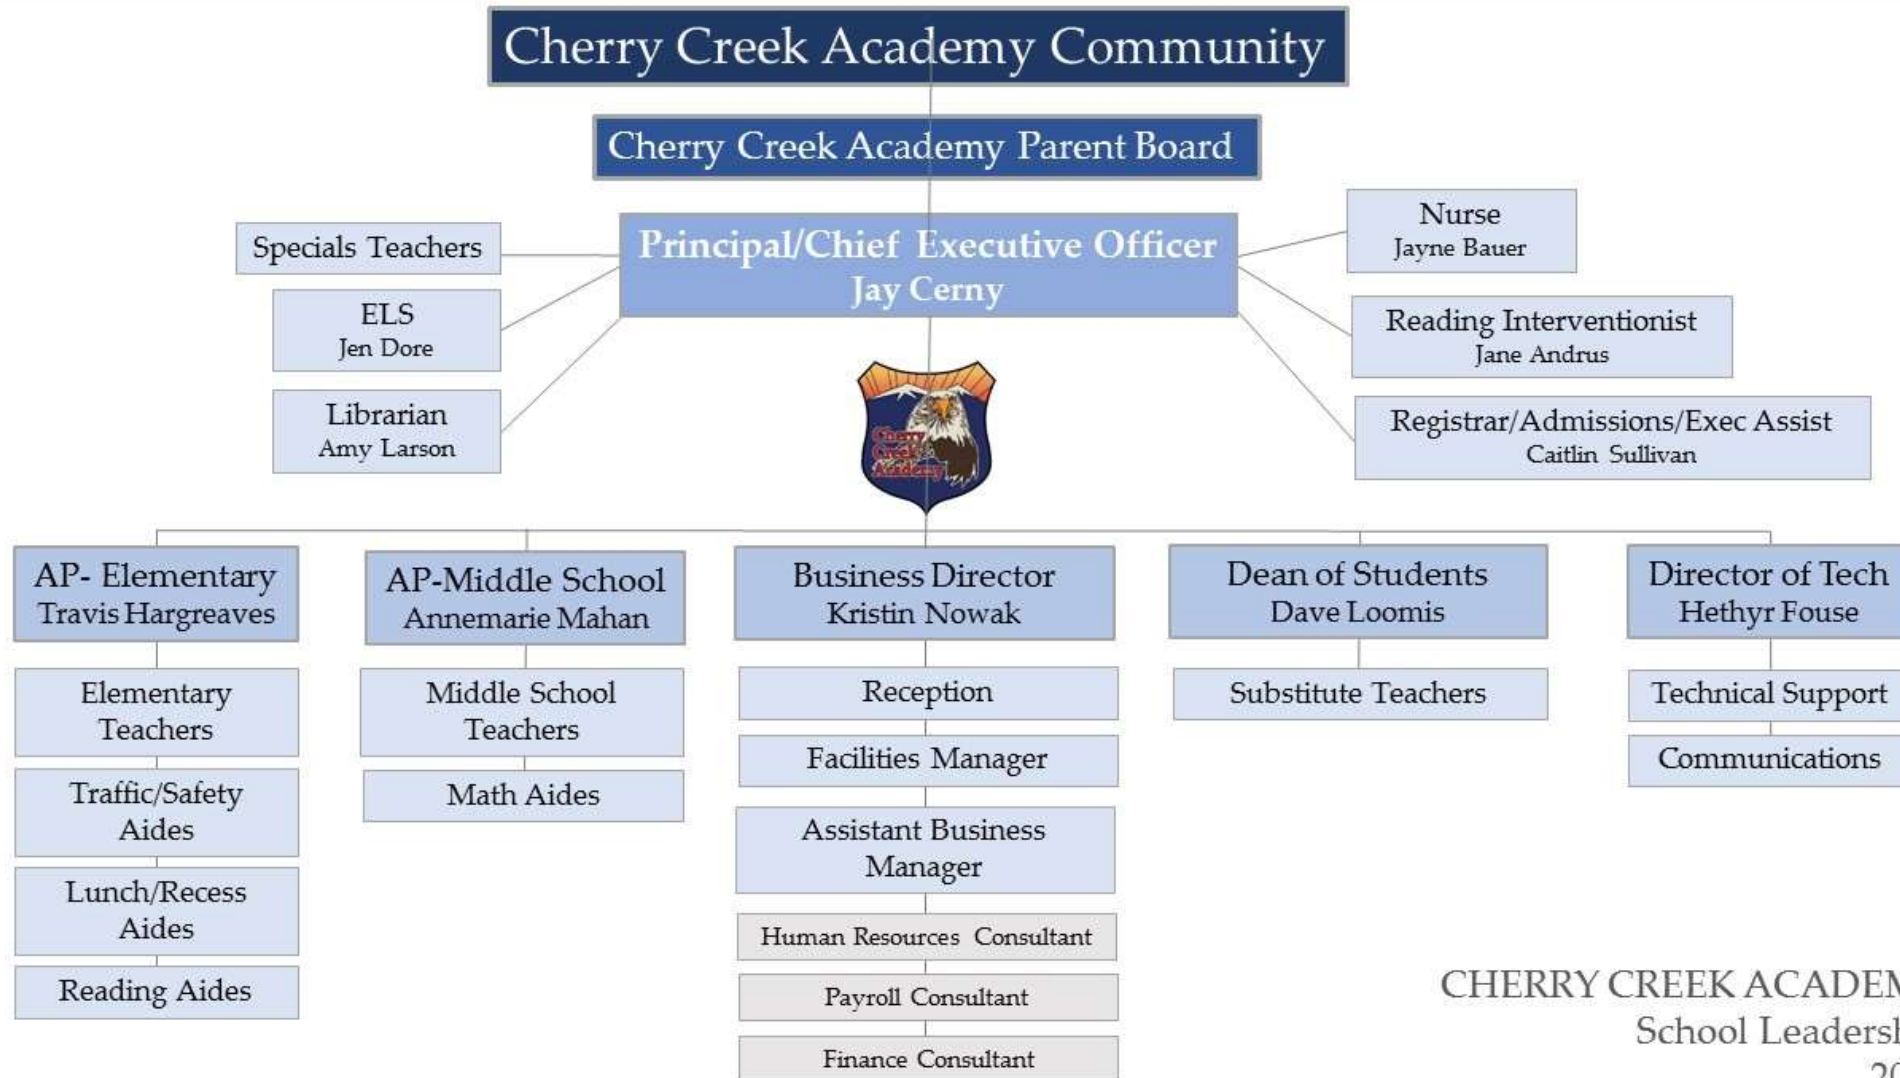 Cherry Creek Academy Community
Cherry Creek Academy Parent Board
Principal/Chief Executive Officer
Jay Cerny
Specials Teachers
ELS
Jen Dore
Librarian
Amy Larson
Nurse
Jayne Bauer
Reading Interventionist
Jane Andrus
Registrar/Admissions/Exec Assist
Caitlin Sullivan
Cherry
Creek
Academy
AP- Elementary
Travis Hargreaves
Elementary
Teachers
Traffic/Safety
Aides
Lunch/Recess
Aides
Reading Aides
AP-Middle School
Annemarie Mahan
Middle School
Teachers
Math Aides
Business Director
Kristin Nowak
Reception
Facilities Manager
Assistant Business
Manager
Human Resources Consultant
Payroll Consultant
Finance Consultant
Dean of Students
Dave Loomis
Substitute Teachers
Director of Tech
Hethyr Fouse
Technical Support
Communications
CHERRY CREEK
School